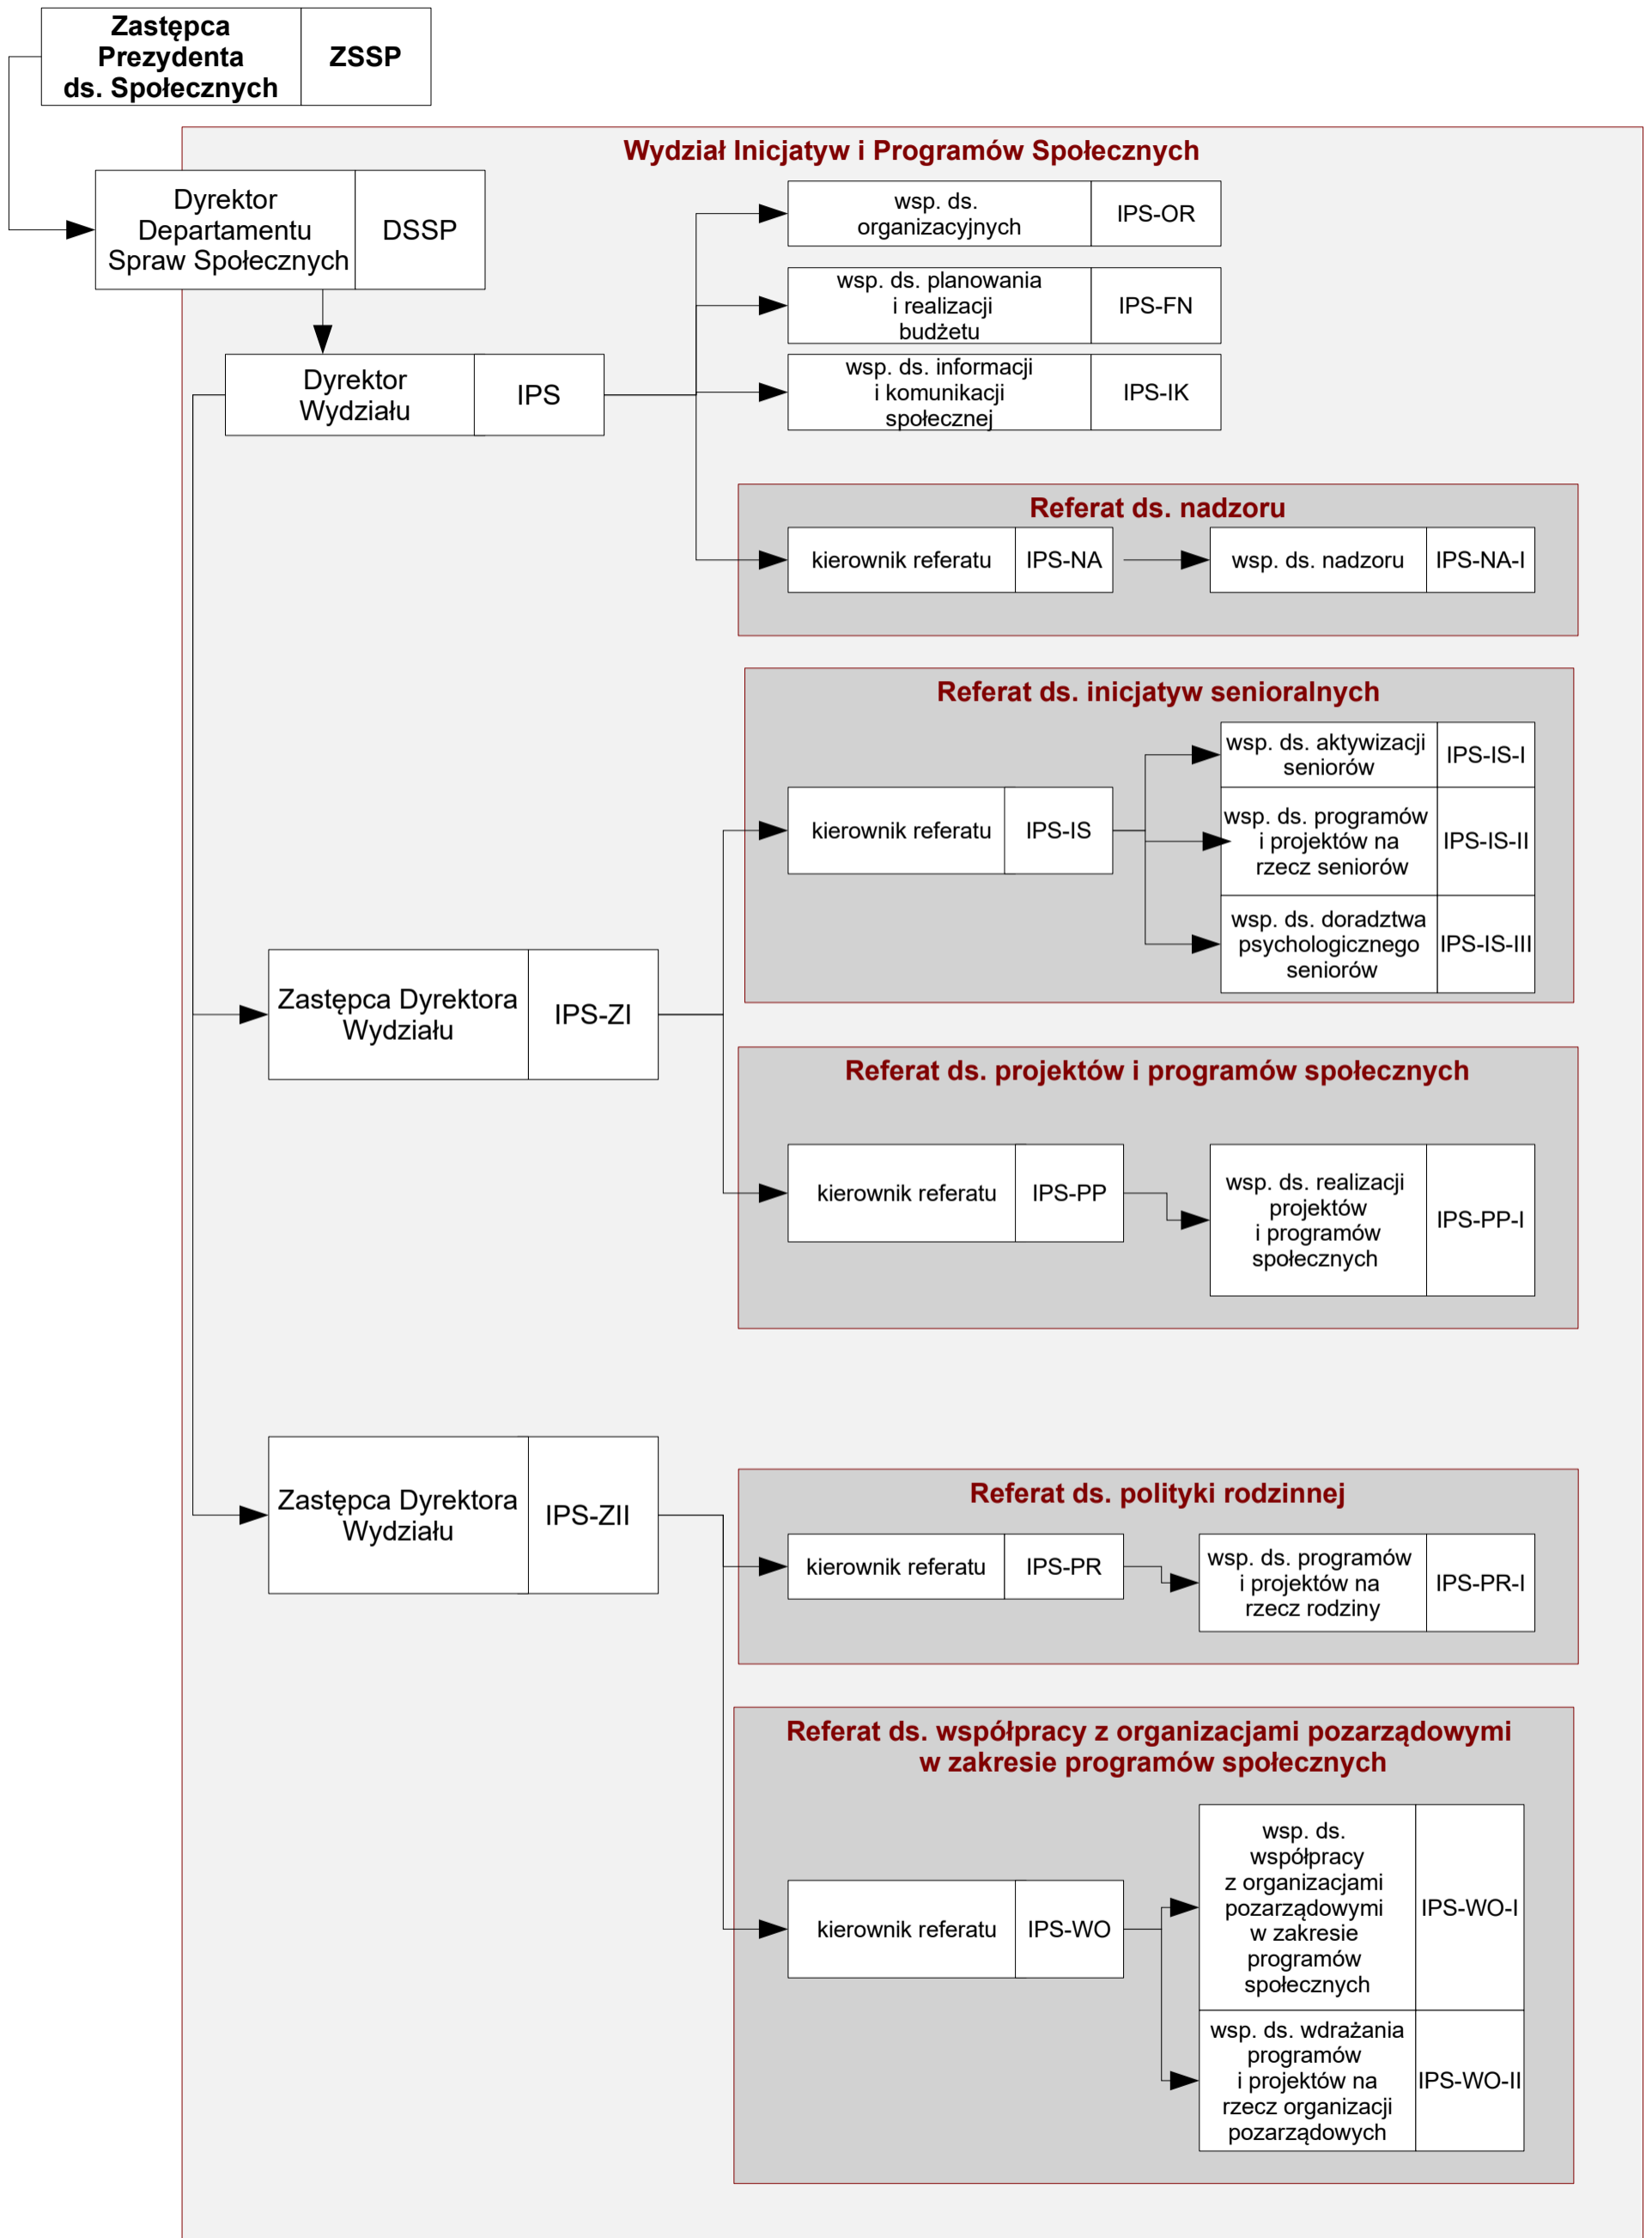 Zastępca
Prezydenta
ds. Społecznych
ZSSP
Wydział Inicjatyw i Programów Społecznych
Dyrektor
Departamentu
Spraw Społecznych
DSSP
wsp. ds.
organizacyjnych
IPS-OR
wsp. ds. planowania
i realizacji
budżetu
IPS-FN
Dyrektor
Wydziału
IPS
wsp. ds. informacji
i komunikacji
społecznej
IPS-IK
Referat ds. nadzoru
kierownik referatu
IPS-NA
wsp. ds. nadzoru
IPS-NA-I
Referat ds. inicjatyw senioralnych
wsp. ds. aktywizacji
seniorów
IPS-IS-I
kierownik referatu
IPS-IS
wsp. ds. programów
i projektów na
rzecz seniorów
IPS-IS-II
wsp. ds. doradztwa
psychologicznego
seniorów
IPS-IS-III
Zastępca Dyrektora
Wydziału
IPS-ZI
Referat ds. projektów i programów społecznych
kierownik referatu
IPS-PP
wsp. ds. realizacji
projektów
i programów
społecznych
IPS-PP-I
Zastępca Dyrektora
Wydziału
IPS-ZII
Referat ds. polityki rodzinnej
kierownik referatu
IPS-PR
wsp. ds. programów
i projektów na
rzecz rodziny
IPS-PR-I
Referat ds. współpracy z organizacjami pozarządowymi
w zakresie programów społecznych
kierownik referatu
IPS-WO
wsp. ds.
współpracy
z organizacjami
pozarządowymi
w zakresie
programów
społecznych
IPS-WO-I
wsp. ds. wdrażania
programów
i projektów na
rzecz organizacji
pozarządowych
IPS-WO-II